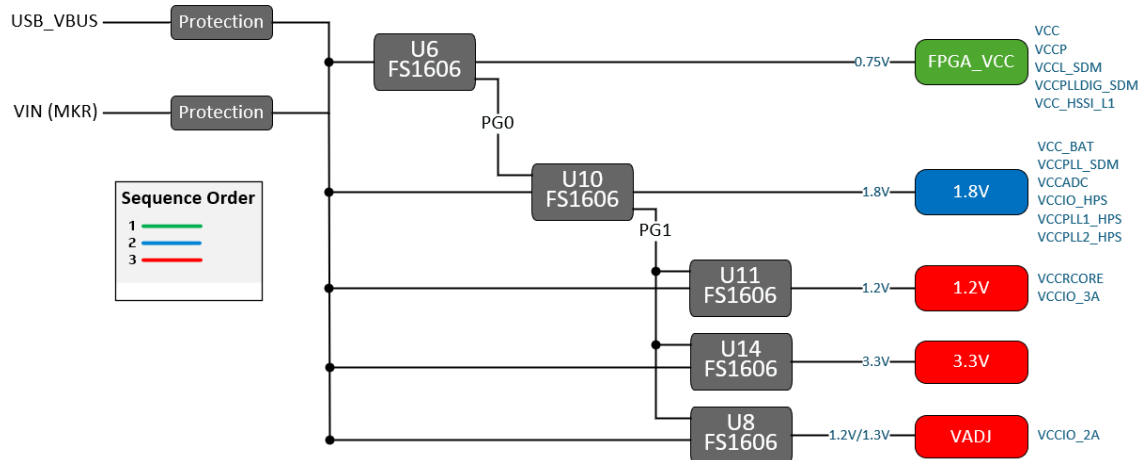 USB_VBUS
Protection
VIN (MKR)
Protection
U6
FS1606
0.75V
FPGA_VCC
VCC
VCCP
VCCL_SDM
VCCPLLDIG_SDM
VCC_HSSI_L1
PG0
U10
FS1606
1.8V
1.8V
VCC_BAT
VCCPLL_SDM
VCCADC
VCCIO_HPS
VCCPLL1_HPS
VCCPLL2_HPS
PG1
Sequence Order
1
2
3
U11
FS1606
1.2V
1.2V
VCCRCORE
VCCIO_3A
U14
FS1606
3.3V
3.3V
U8
FS1606
1.2V/1.3V
VADJ
VCCIO_2A